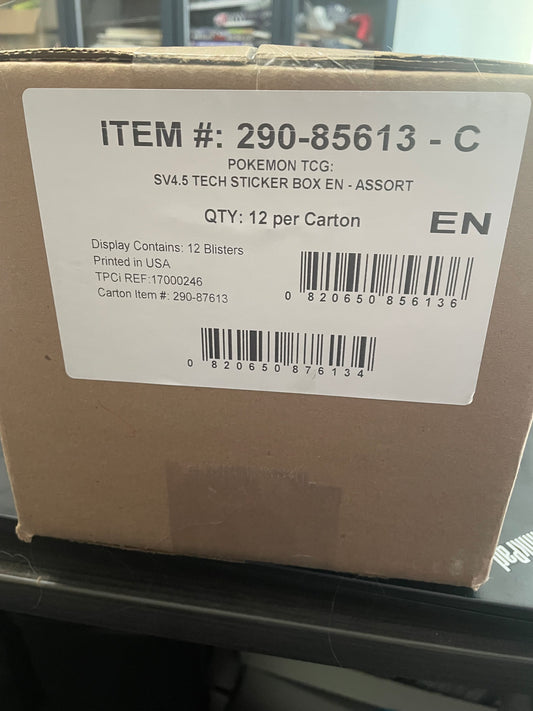 ITEM #: 290-85613 - C
POKEMON TCG:
SV4.5 TECH STICKER BOX EN - ASSORT
QTY: 12 per Carton
EN
Display Contains: 12 Blisters
Printed in USA
TPCi REF:17000246
Carton Item #: 290-87613
0 820650 856136
0 820650 876134